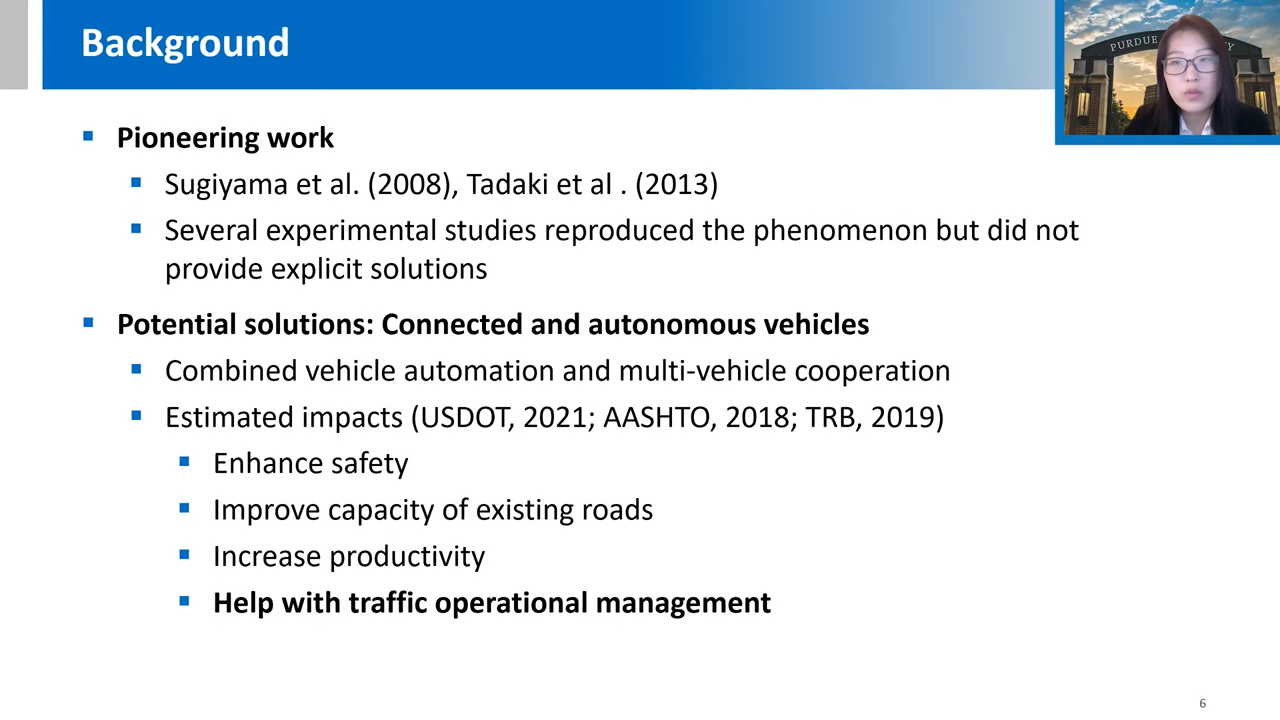 Background
PURDUE
Pioneering work
Sugiyama et al. (2008), Tadaki et al . (2013)
Several experimental studies reproduced the phenomenon but did not
provide explicit solutions
Potential solutions: Connected and autonomous vehicles
Combined vehicle automation and multi-vehicle cooperation
Estimated impacts (USDOT, 2021; AASHTO, 2018; TRB, 2019)
Enhance safety
Improve capacity of existing roads
Increase productivity
Help with traffic operational management
6